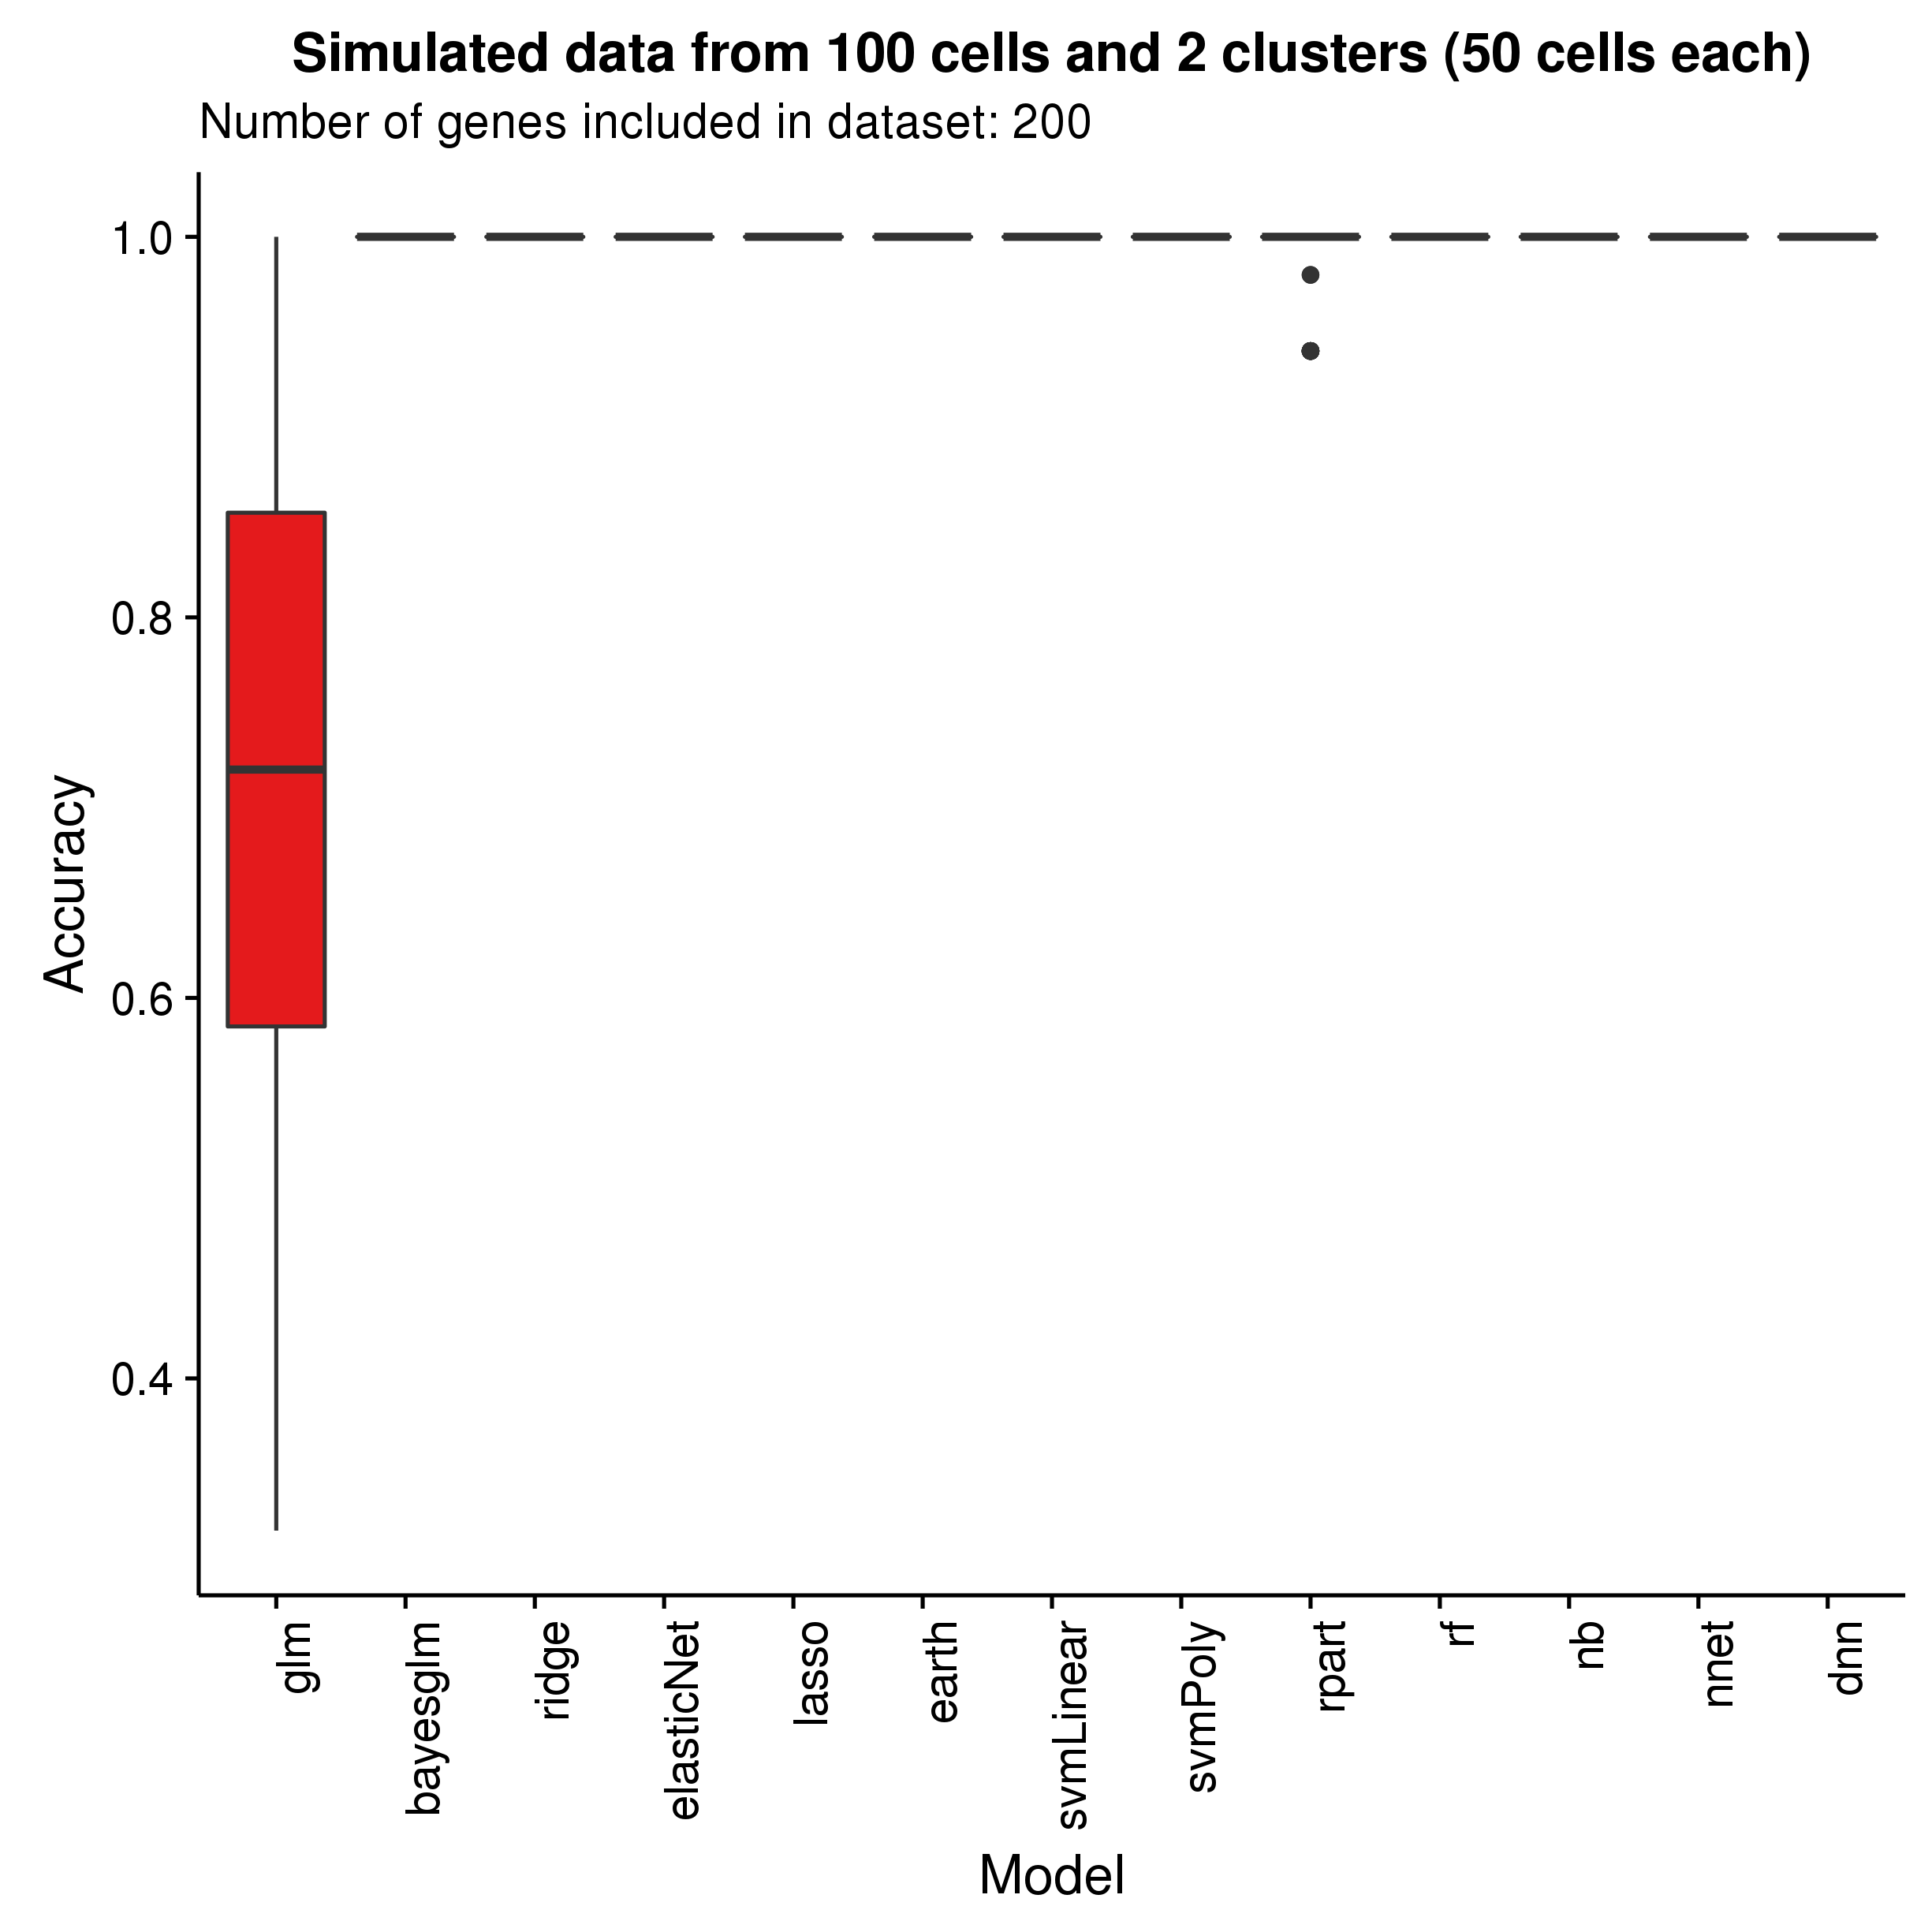 Simulated data from 100 cells and 2 clusters (50 cells each)
Number of genes included in dataset: 200
Accuracy
1.0
0.8
0.6
0.4
glm
bayesglm
ridge
elasticNet
lasso
earth
svmLinear
svmPoly
rpart
rf
nb
nnet
dnn
Model